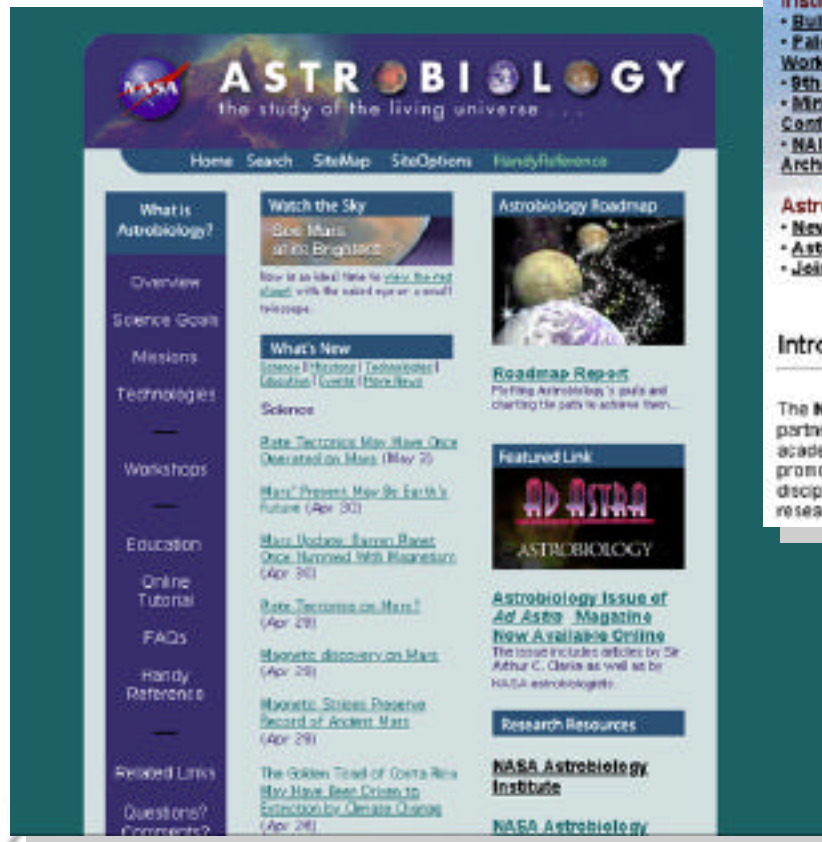 NASA
ASTROBIOLOGY
the study of the living universe ...
Home Search SiteMap SiteOptions HandyReference
What is
Astrobiology?
Overview
Science Goals
Missions
Technologies
Workshops
Education
Online
Tutorial
FAQs
Handy
Reference
Related Links
Questions?
Comments?
Watch the Sky
See Mars
at its Brightest
Now is an ideal time to view the red
planet with the naked eye or a small
telescope.
What's New
Science | Missions | Technologies |
Education | Events | More News
Science
Plate Tectonics May Have Once
Operated on Mars (May 3)
Mars' Present May Be Earth's
Future (Apr 30)
Mars Update: Barren Planet
Once Hummed With Magnetism
(Apr 30)
Plate Tectonics on Mars?
(Apr 29)
Magnetic discovery on Mars
(Apr 29)
Magnetic Stripes Preserve
Record of Ancient Mars
(Apr 29)
The Golden Toad of Costa Rica
May Have Been Driven to
Extinction by Climate Change
Astrobiology Roadmap
Roadmap Report
Plotting Astrobiology's goals and
charting the path to achieve them...
Featured Link
AD ASTRA
ASTROBIOLOGY
Astrobiology Issue of
Ad Astra Magazine
Now Available Online
The issue includes articles by Sir
Arthur C. Clarke as well as by
NASA astrobiologists.
Research Resources
NASA Astrobiology
Institute
NASA Astrobiology
Astr
Intro
The